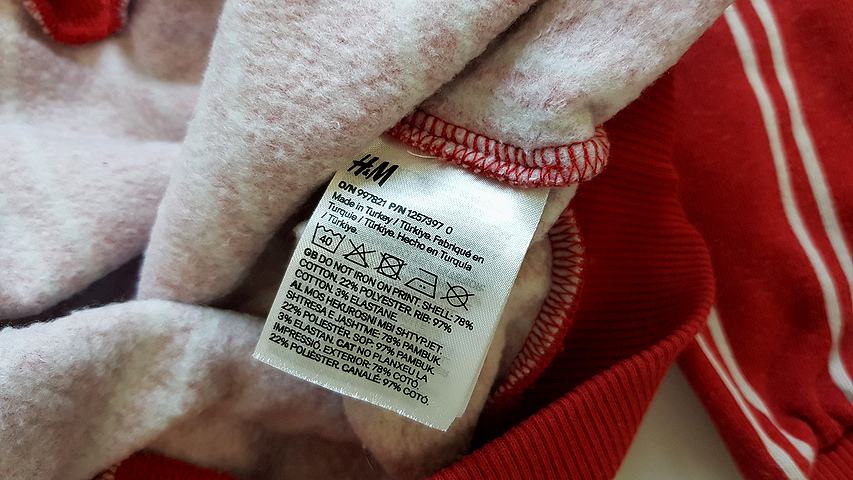 H&M
O/N 997821 P/N 1257397 0
Made in Turkey / Türkiye. Fabriqué en
Turquie / Türkiye. Hecho en Turquía
/ Türkiye.
40
GB DO NOT IRON ON PRINT. SHELL: 78%
COTTON. 22% POLYESTER. RIB: 97%
COTTON. 3% ELASTANE.
AL MOS HEKUROSNI MBI SHTYPJET.
SHTRESA E JASHTME: 78% PAMBUK.
22% POLIESTËR SOP: 97% PAMBUK.
3% ELASTAN. CAT NO PLANXEU LA
IMPRESSIÓ. EXTERIOR: 78% COTÓ.
22% POLIÈSTER. CANALÉ: 97% COTÓ.